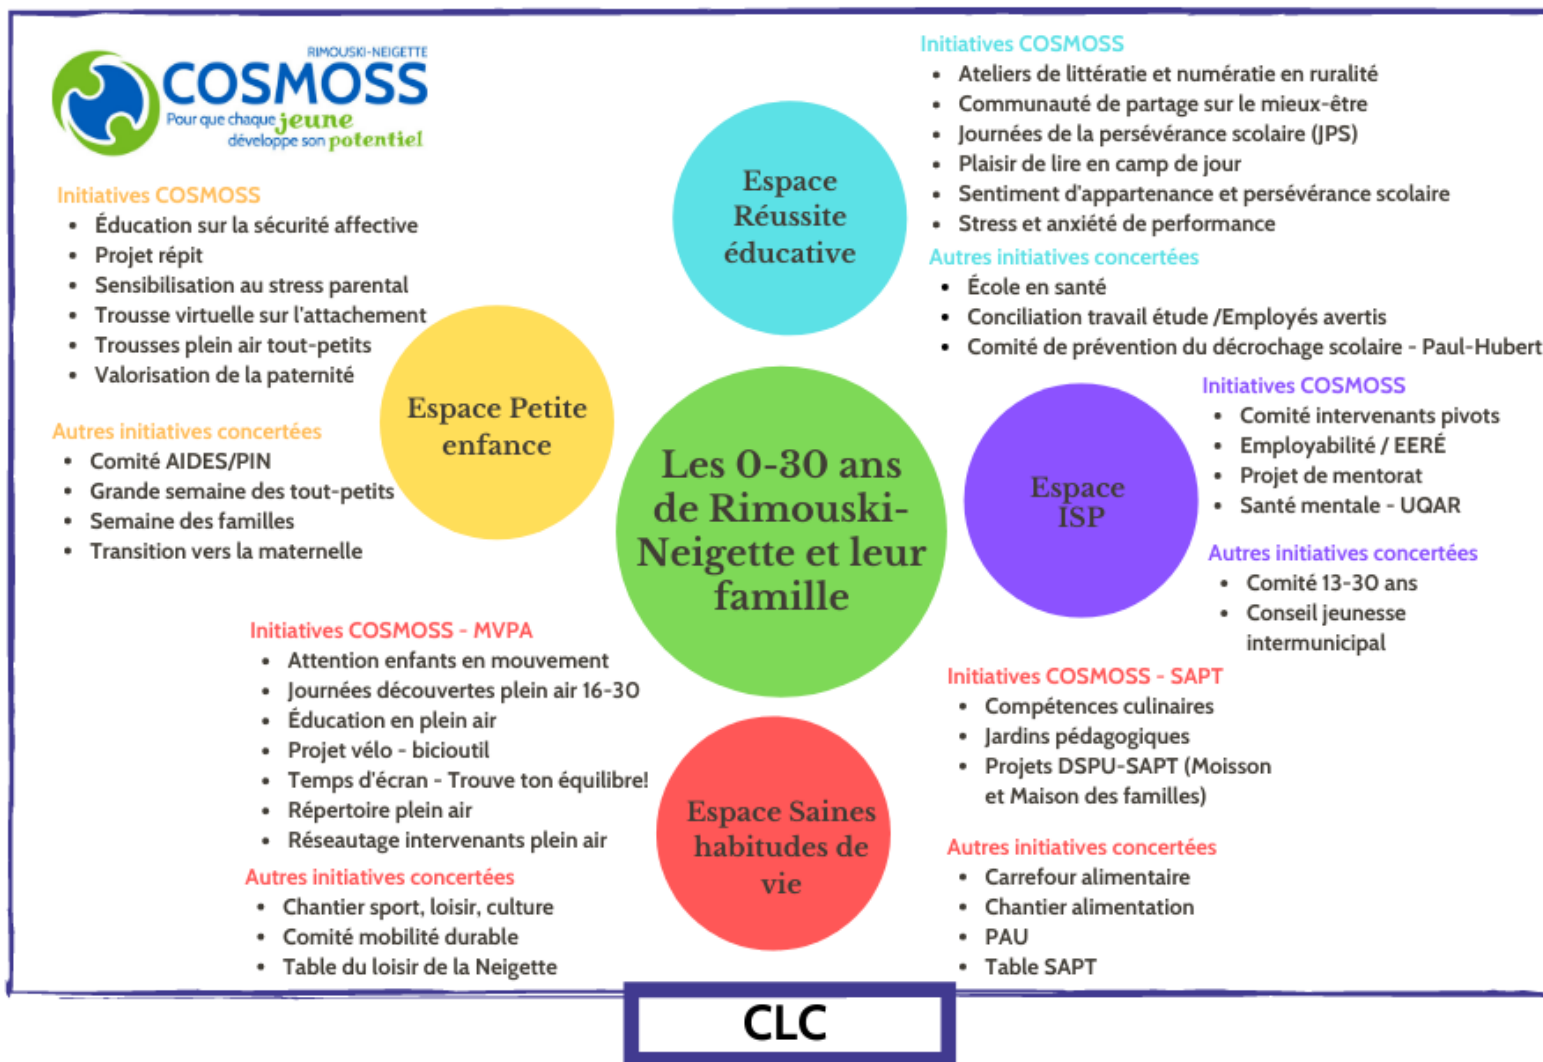 RIMOUSKI-NEIGETTE
COSMOSS
Pour que chaque jeune
développe son potentiel
Initiatives COSMOSS
• Éducation sur la sécurité affective
• Projet répit
• Sensibilisation au stress parental
• Trousse virtuelle sur l'attachement
• Trousses plein air tout-petits
• Valorisation de la paternité
Autres initiatives concertées
• Comité AIDES/PIN
• Grande semaine des tout-petits
• Semaine des familles
• Transition vers la maternelle
Espace Petite
enfance
Espace
Réussite
éducative
Initiatives COSMOSS
• Ateliers de littératie et numératie en ruralité
• Communauté de partage sur le mieux-être
• Journées de la persévérance scolaire (JPS)
• Plaisir de lire en camp de jour
• Sentiment d'appartenance et persévérance scolaire
• Stress et anxiété de performance
Autres initiatives concertées
• École en santé
• Conciliation travail étude /Employés avertis
• Comité de prévention du décrochage scolaire - Paul-Hubert
Les 0-30 ans
de Rimouski-
Neigette et leur
famille
Espace
ISP
Initiatives COSMOSS
• Comité intervenants pivots
• Employabilité / EERÉ
• Projet de mentorat
• Santé mentale - UQAR
Autres initiatives concertées
• Comité 13-30 ans
• Conseil jeunesse
intermunicipal
Initiatives COSMOSS - MVPA
• Attention enfants en mouvement
• Journées découvertes plein air 16-30
• Éducation en plein air
• Projet vélo - bicioutil
• Temps d'écran - Trouve ton équilibre!
• Répertoire plein air
• Réseautage intervenants plein air
Autres initiatives concertées
• Chantier sport, loisir, culture
• Comité mobilité durable
• Table du loisir de la Neigette
Espace Saines
habitudes de
vie
Initiatives COSMOSS - SAPT
• Compétences culinaires
• Jardins pédagogiques
• Projets DSPU-SAPT (Moisson
et Maison des familles)
Autres initiatives concertées
• Carrefour alimentaire
• Chantier alimentation
• PAU
• Table SAPT
CLC